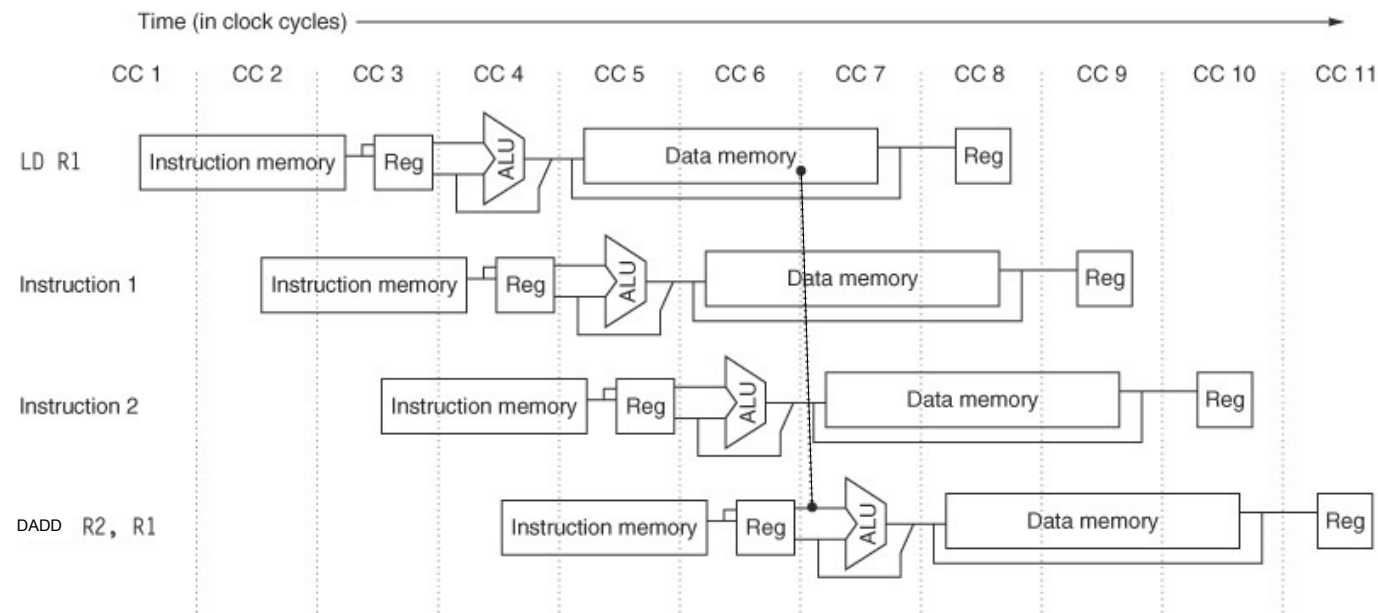 Time (in clock cycles)
CC 1 CC 2 CC 3 CC 4 CC 5 CC 6 CC 7 CC 8 CC 9 CC 10 CC 11
LD R1 Instruction memory Reg ALU Data memory Reg
Instruction 1 Instruction memory Reg ALU Data memory Reg
Instruction 2 Instruction memory Reg ALU Data memory Reg
DADD R2, R1 Instruction memory Reg ALU Data memory Reg